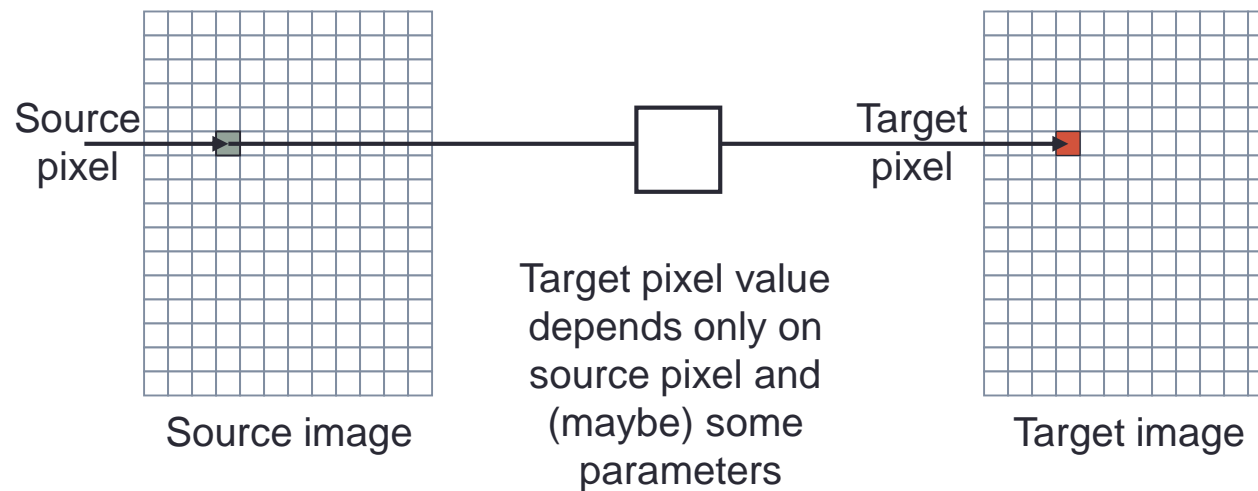 Source
pixel
Target
pixel
Target pixel value
depends only on
source pixel and
(maybe) some
parameters
Source image
Target image